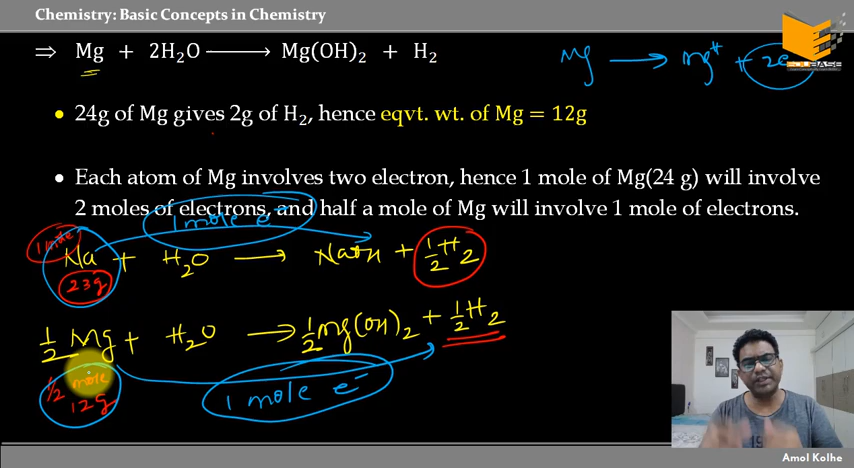 Chemistry: Basic Concepts in Chemistry
⇒ Mg + 2H₂O ⟶ Mg(OH)₂ + H₂
Mg ⟶ Mg⁺ + 2e
• 24g of Mg gives 2g of H₂, hence eqvt. wt. of Mg = 12g
• Each atom of Mg involves two electron, hence 1 mole of Mg(24 g) will involve
2 moles of electrons, and half a mole of Mg will involve 1 mole of electrons.
1 mole e⁻
1 mole
Na + H₂O ⟶ NaOH + ½H₂
23g
½Mg + H₂O ⟶ ½Mg(OH)₂ + ½H₂
½ mole
12g
1 mole e⁻
Amol Kolhe